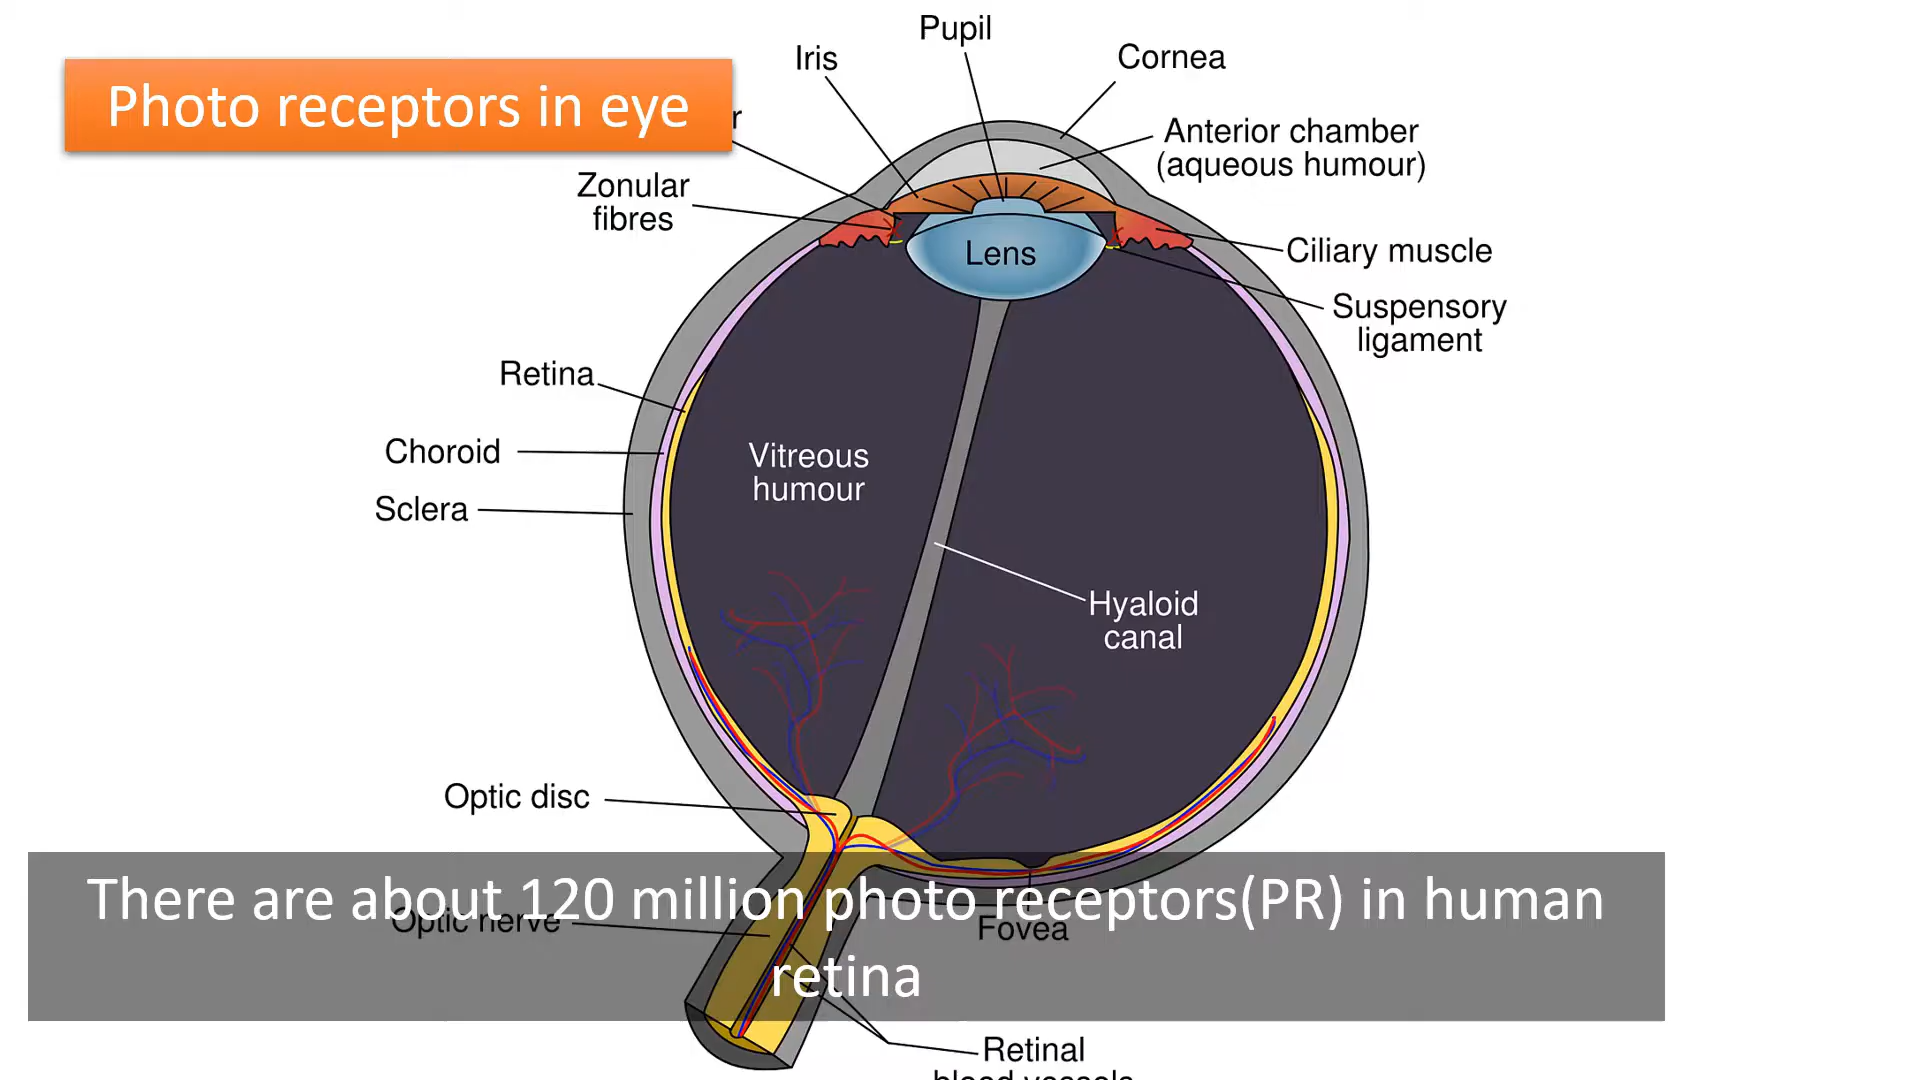 Photo receptors in eye
Pupil
Iris
Cornea
Anterior chamber
(aqueous humour)
Zonular
fibres
Lens
Ciliary muscle
Suspensory
ligament
Retina
Choroid
Vitreous
humour
Sclera
Hyaloid
canal
Optic disc
There are about 120 million photo receptors(PR) in human
retina
Optic nerve
Fovea
Retinal
blood vessels